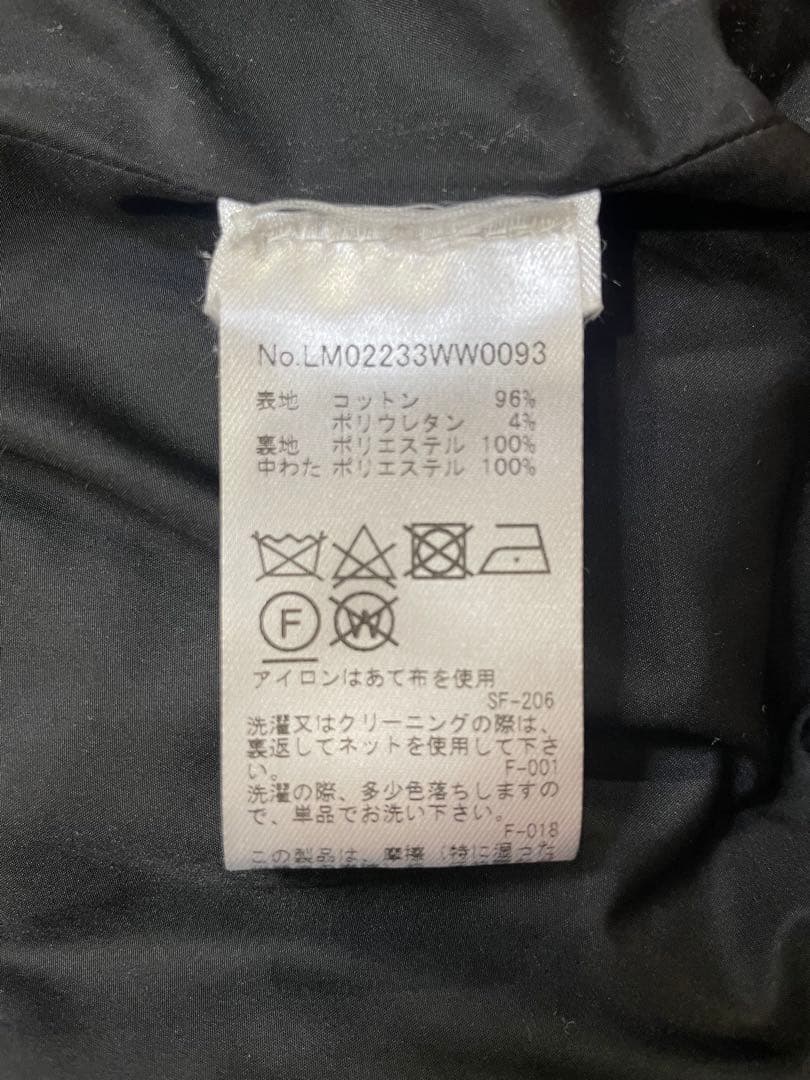 No.LM02233WW0093
表地 コットン 96%
ポリウレタン 4%
裏地 ポリエステル 100%
中わた ポリエステル 100%
F W
アイロンはあて布を使用
SF-206
洗濯又はクリーニングの際は、
裏返してネットを使用して下さ
い。 F-001
洗濯の際、多少色落ちしますの
で、単品でお洗い下さい。
F-018
この製品は、摩擦(特に湿った